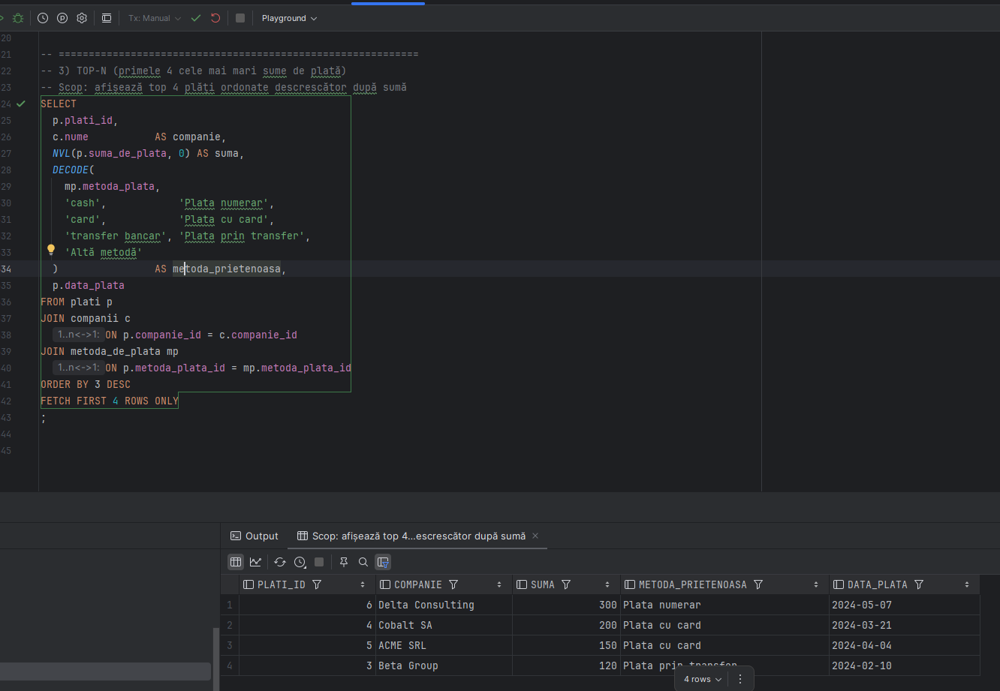 Tx: Manual Playground
20
21 -- ============================================================
22 -- 3) TOP-N (primele 4 cele mai mari sume de plată)
23 -- Scop: afișează top 4 plăți ordonate descrescător după sumă
24 SELECT
25 p.plati_id,
26 c.nume AS companie,
27 NVL(p.suma_de_plata, 0) AS suma,
28 DECODE(
29 mp.metoda_plata,
30 'cash', 'Plata numerar',
31 'card', 'Plata cu card',
32 'transfer bancar', 'Plata prin transfer',
33 'Altă metodă'
34 ) AS metoda_prietenoasa,
35 p.data_plata
36 FROM plati p
37 JOIN companii c
38 1..n<->1: ON p.companie_id = c.companie_id
39 JOIN metoda_de_plata mp
40 1..n<->1: ON p.metoda_plata_id = mp.metoda_plata_id
41 ORDER BY 3 DESC
42 FETCH FIRST 4 ROWS ONLY
43 ;
44
45
Output Scop: afișează top 4...escrescător după sumă
PLATI_ID COMPANIE SUMA METODA_PRIETENOASA DATA_PLATA
1 6 Delta Consulting 300 Plata numerar 2024-05-07
2 4 Cobalt SA 200 Plata cu card 2024-03-21
3 5 ACME SRL 150 Plata cu card 2024-04-04
4 3 Beta Group 120 Plata prin transfer 2024-02-10
4 rows